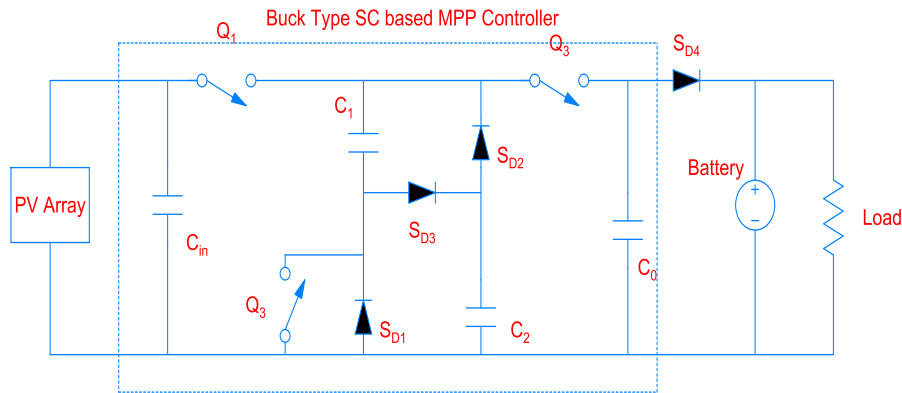 Buck Type SC based MPP Controller
Q1
Q3
SD4
C1
SD2
Battery
PV Array
SD3
Load
Cin
C0
Q3
SD1
C2
+
−